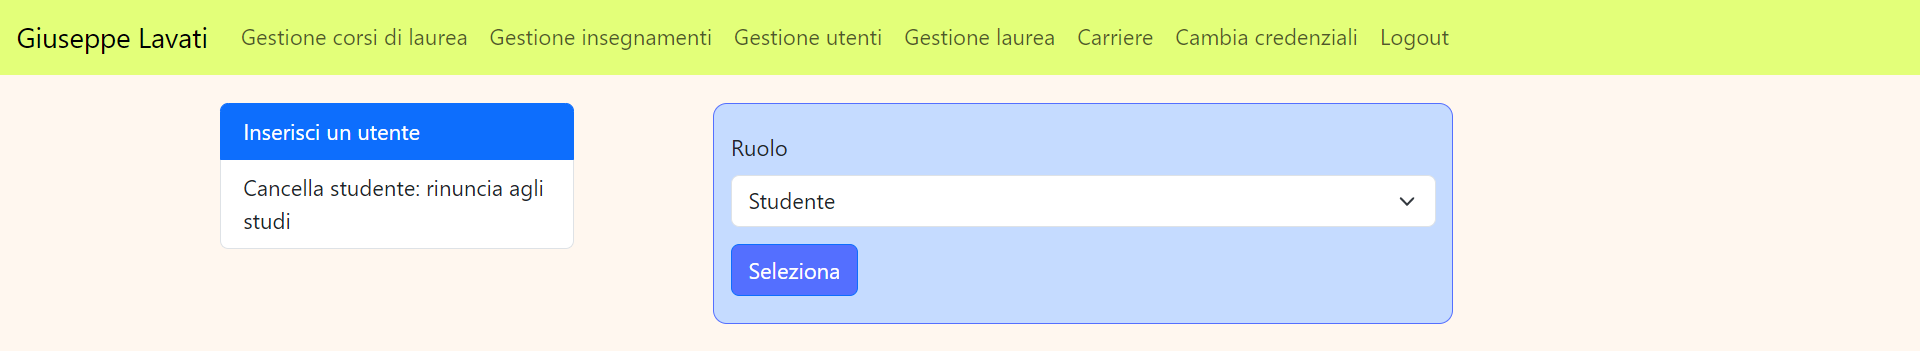 Giuseppe Lavati Gestione corsi di laurea Gestione insegnamenti Gestione utenti Gestione laurea Carriere Cambia credenziali Logout
Inserisci un utente
Cancella studente: rinuncia agli
studi
Ruolo
Studente
Seleziona